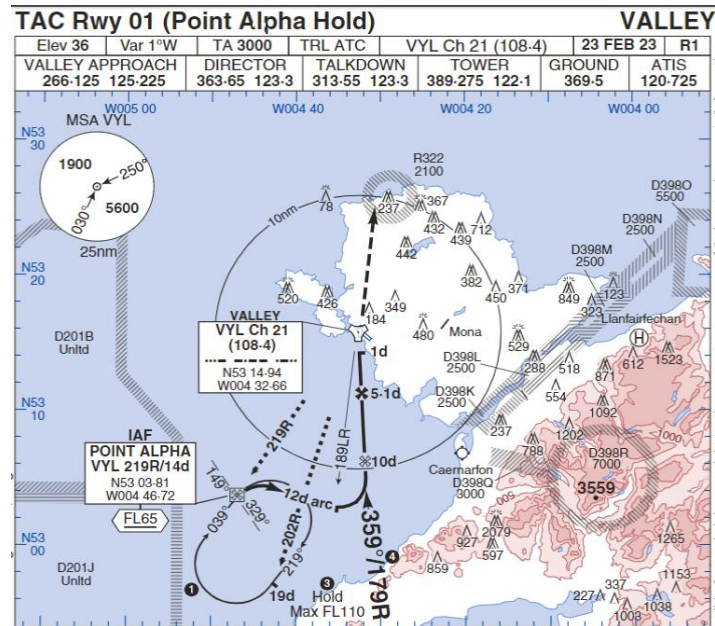 TAC Rwy 01 (Point Alpha Hold) VALLEY
Elev 36 Var 1°W TA 3000 TRL ATC VYL Ch 21 (108·4) 23 FEB 23 R1
VALLEY APPROACH DIRECTOR TALKDOWN TOWER GROUND ATIS
266·125 125·225 363·65 123·3 313·55 123·3 389·275 122·1 369·5 120·725
W005 00 W004 40 W004 20 W004 00
MSA VYL
N53
30
1900
250°
030°
5600
25nm
R322
2100
10nm
78
237
367
432
439
712
442
D398O
5500
D398N
2500
D398M
2500
N53
20
520
426
184
349
382
450
371
849
323
123
Llanfairfechan
VALLEY
VYL Ch 21
(108·4)
N53 14·94
W004 32·66
480
Mona
529
D398L
2500
288
518
H
612
1523
871
D201B
Unltd
1d
5·1d
D398K
2500
554
1092
N53
10
237
1202
1000
IAF
POINT ALPHA
VYL 219R/14d
N53 03·81
W004 46·72
FL65
219R
189LR
10d
788
Caernarfon
D398Q
3000
D398R
7000
3559
149°
329°
12d arc
039°
202R
219°
359°/179R
500
N53
00
D201J
Unltd
2079
927
597
859
1265
1
19d
3
Hold
Max FL110
4
227
337
1153
1003
1038